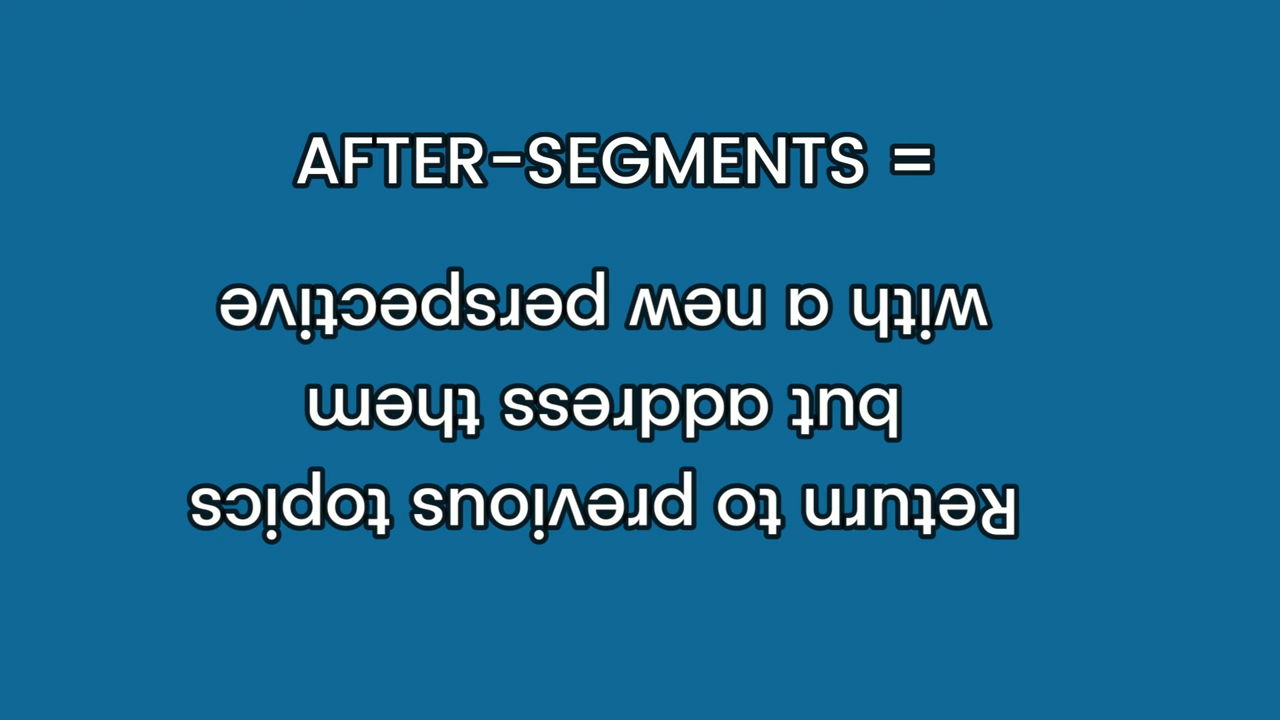 AFTER-SEGMENTS =
Return to previous topics
but address them
with a new perspective